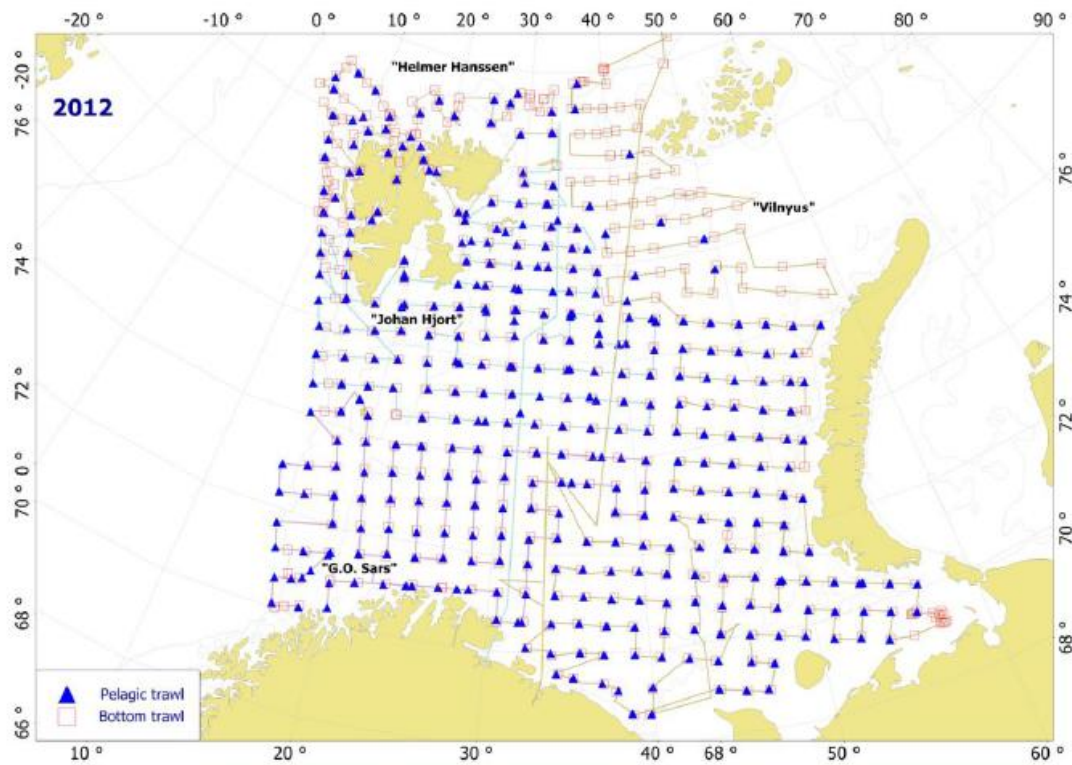 -20 ° -10 ° 0 ° 10 ° 20 ° 30 ° 40 ° 50 ° 60 ° 70 ° 80 ° 90 °
-20 °
76 °
74 °
72 °
0 °
70 °
68 °
66 °
2012
"Helmer Hanssen"
"Vilnyus"
"Johan Hjort"
"G.O. Sars"
76 °
74 °
72 °
70 °
68 °
Pelagic trawl
Bottom trawl
10 ° 20 ° 30 ° 40 ° 68 ° 50 ° 60 °